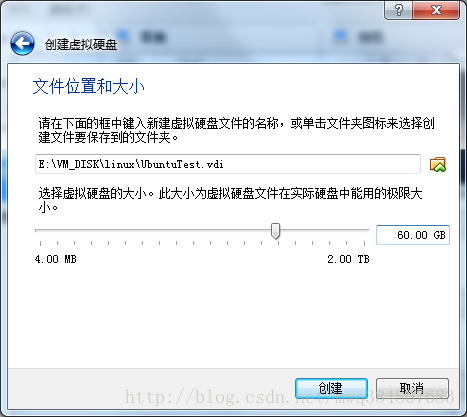 创建虚拟硬盘
文件位置和大小
请在下面的框中键入新建虚拟硬盘文件的名称，或单击文件夹图标来选择创
建文件要保存到的文件夹。
E:\VM_DISK\linux\UbuntuTest.vdi
选择虚拟硬盘的大小。此大小为虚拟硬盘文件在实际硬盘中能用的极限大
小。
60.00 GB
4.00 MB
2.00 TB
创建
取消